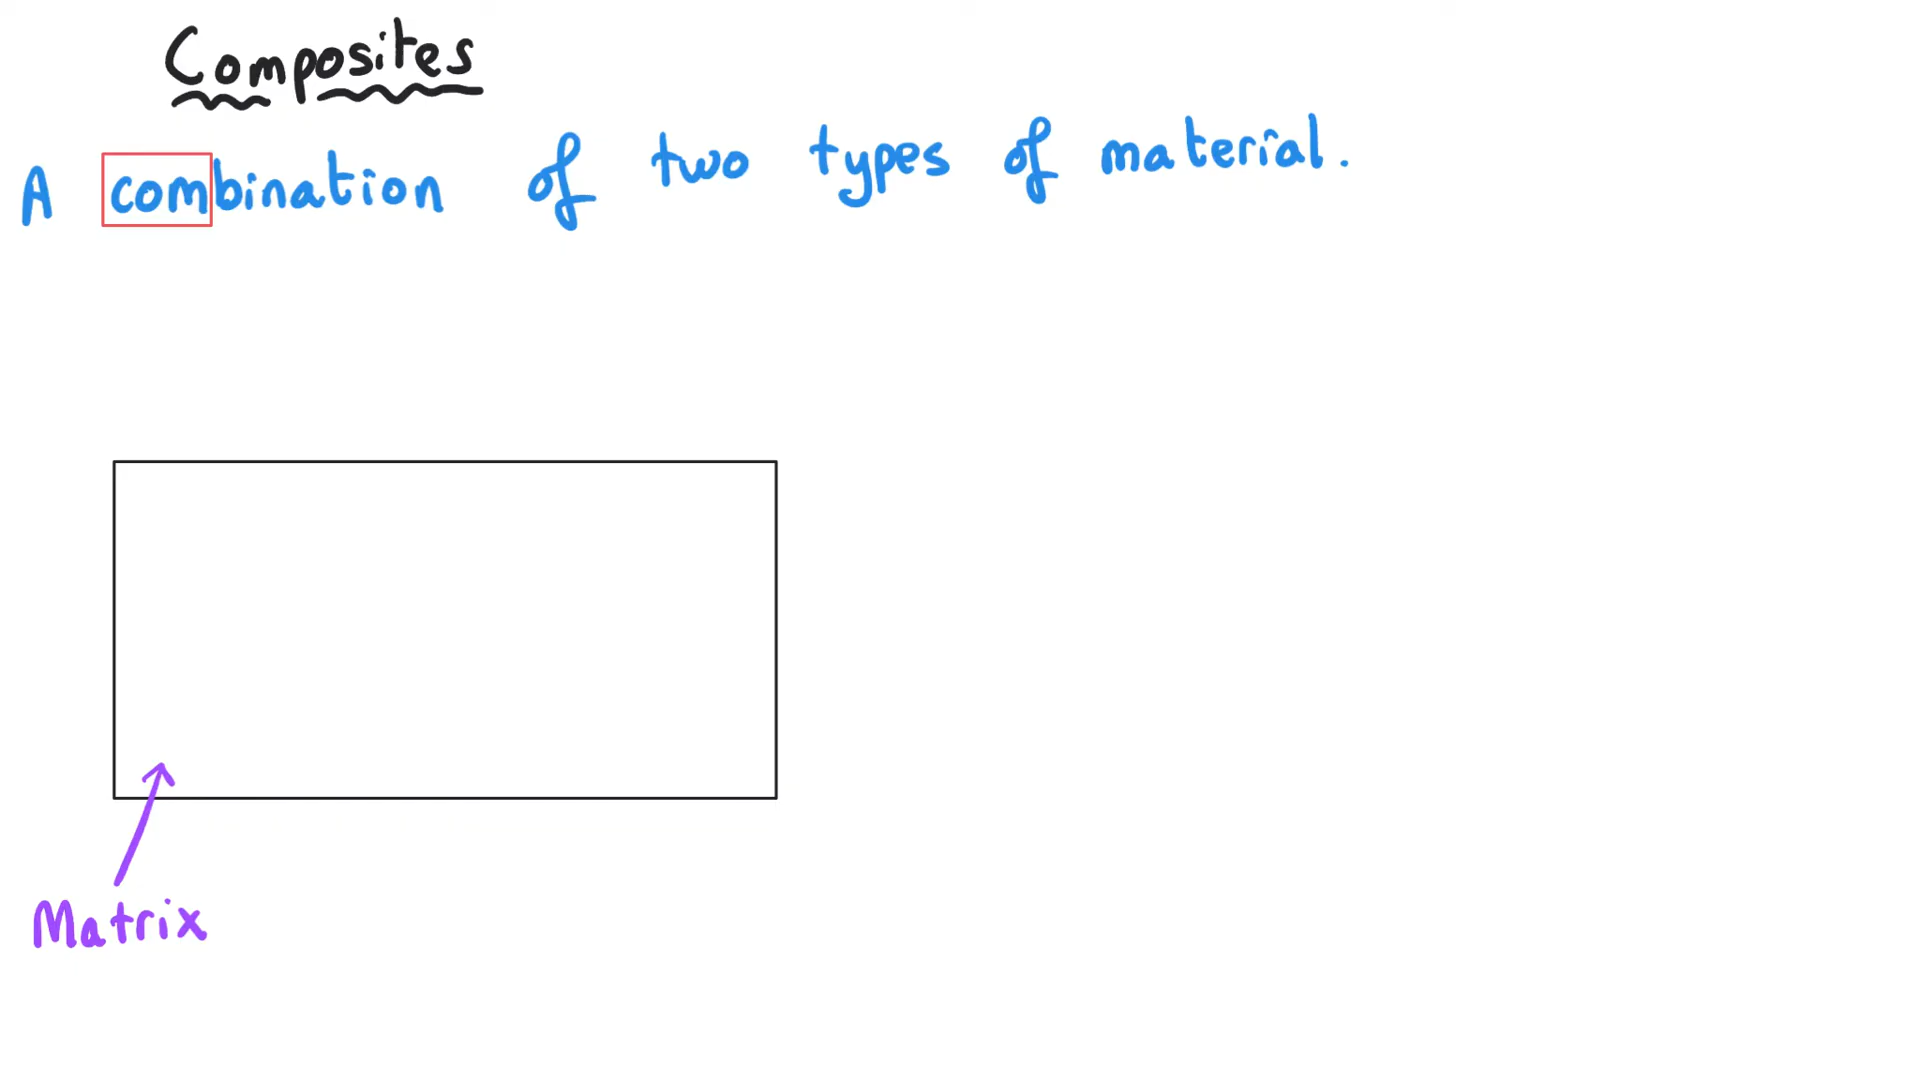 Composites
A combination of two types of material.
Matrix